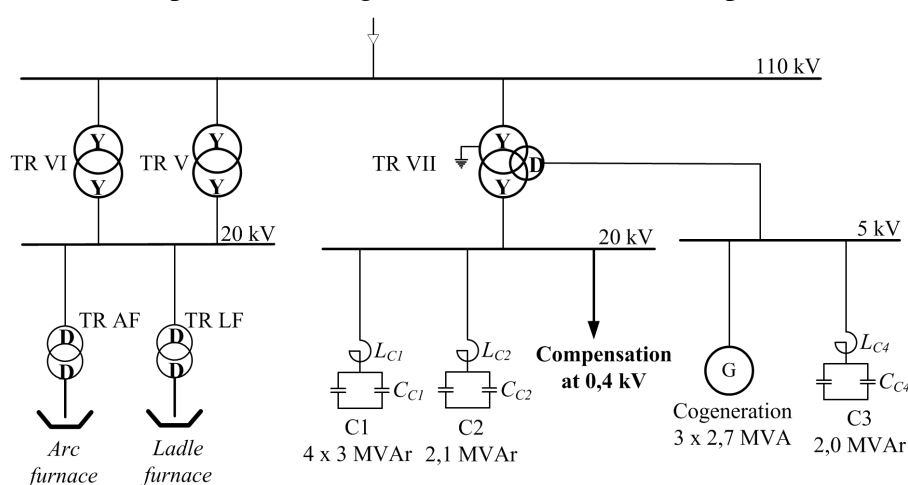 110 kV
Y
Y
TR VI
Y
Y
TR V
Y
Y
D
TR VII
20 kV
20 kV
5 kV
D
D
TR AF
D
D
TR LF
L_C1
C_C1
L_C2
C_C2
Compensation
at 0,4 kV
G
L_C4
C_C4
Arc
furnace
Ladle
furnace
C1
4 x 3 MVAr
C2
2,1 MVAr
Cogeneration
3 x 2,7 MVA
C3
2,0 MVAr